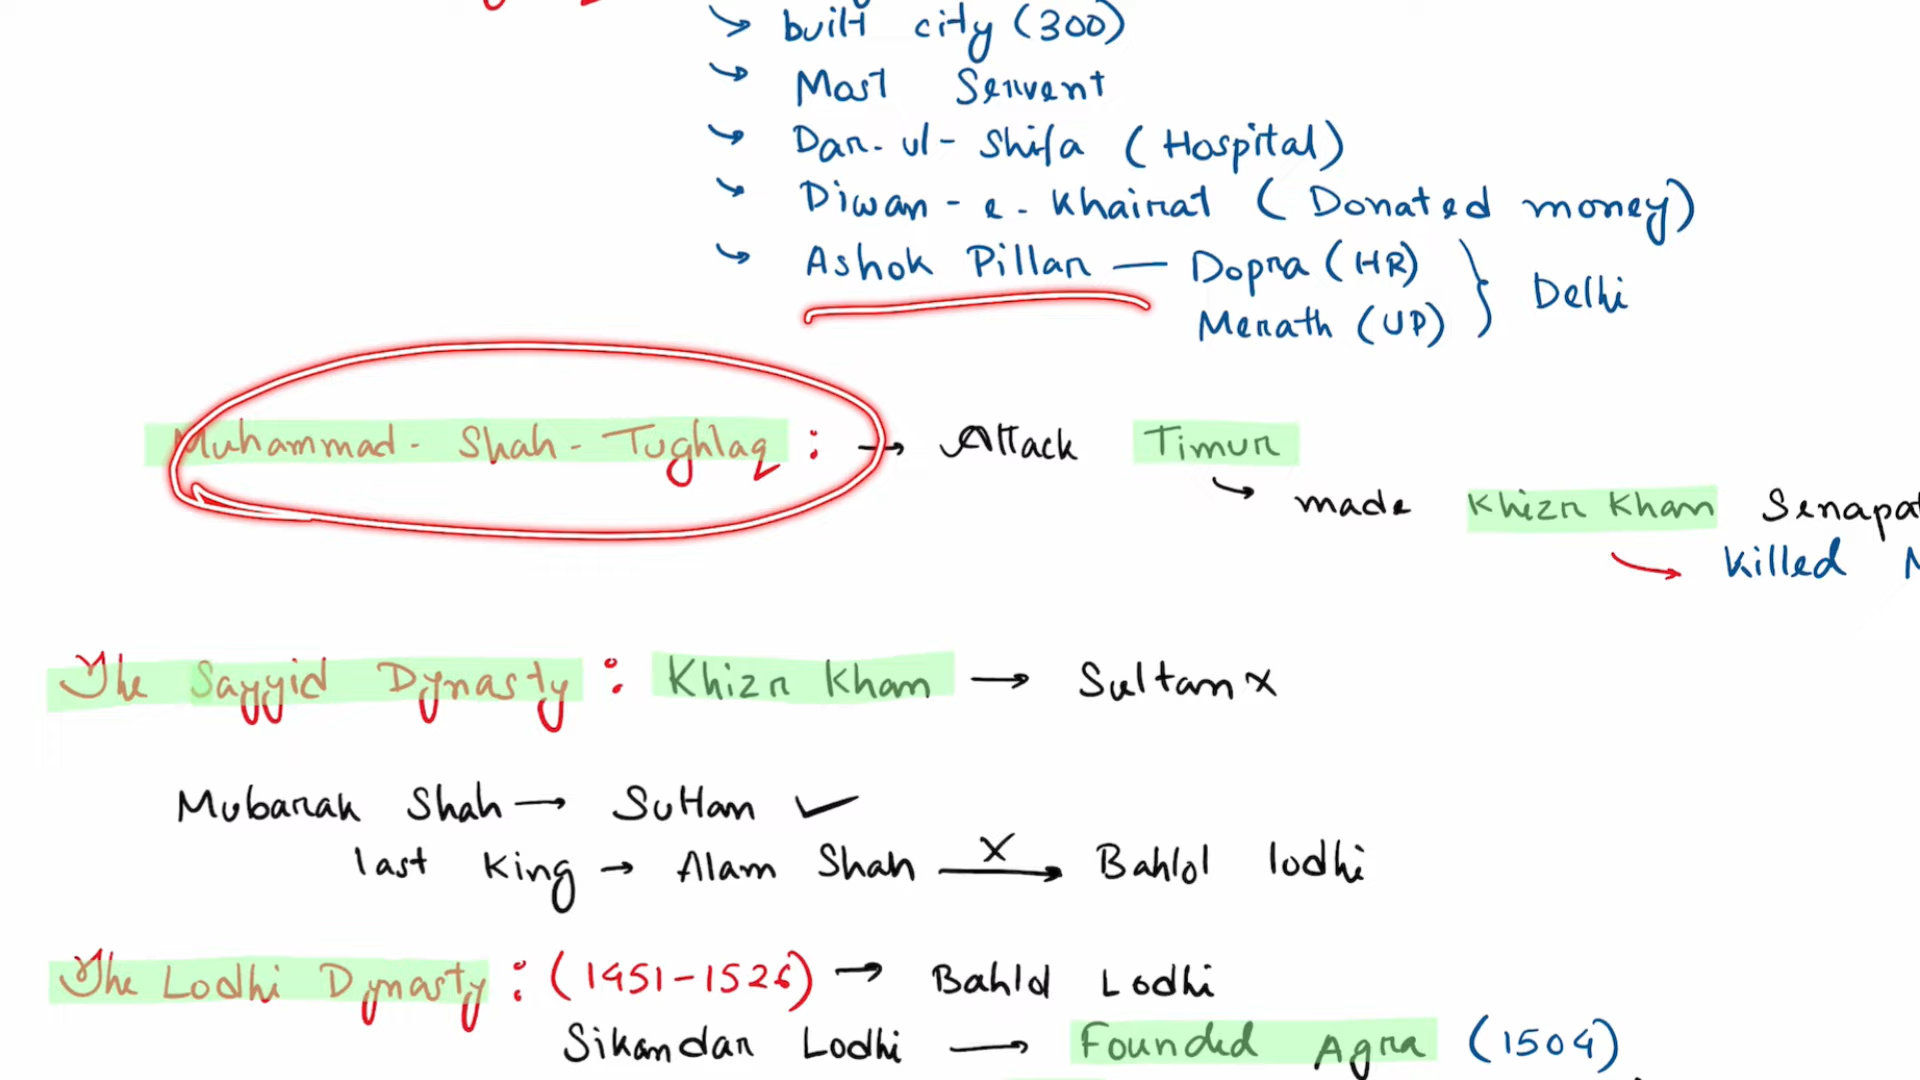 built city (300)
Most Servent
Dar-ul-Shifa (Hospital)
Diwan-e-Khairat (Donated money)
Ashok Pillar — Dopra (HR)
Merath (UP) } Delhi
Muhammad-Shah-Tughlaq : → Attack Timur
made Khizr Khan Senapat
Killed
The Sayyid Dynasty : Khizr Khan → Sultan x
Mubarak Shah → Sultan ✓
last King → Alam Shah x→ Bahlol lodhi
The Lodhi Dynasty : (1451-1526) → Bahlol Lodhi
Sikandar Lodhi → Founded Agra (1504)